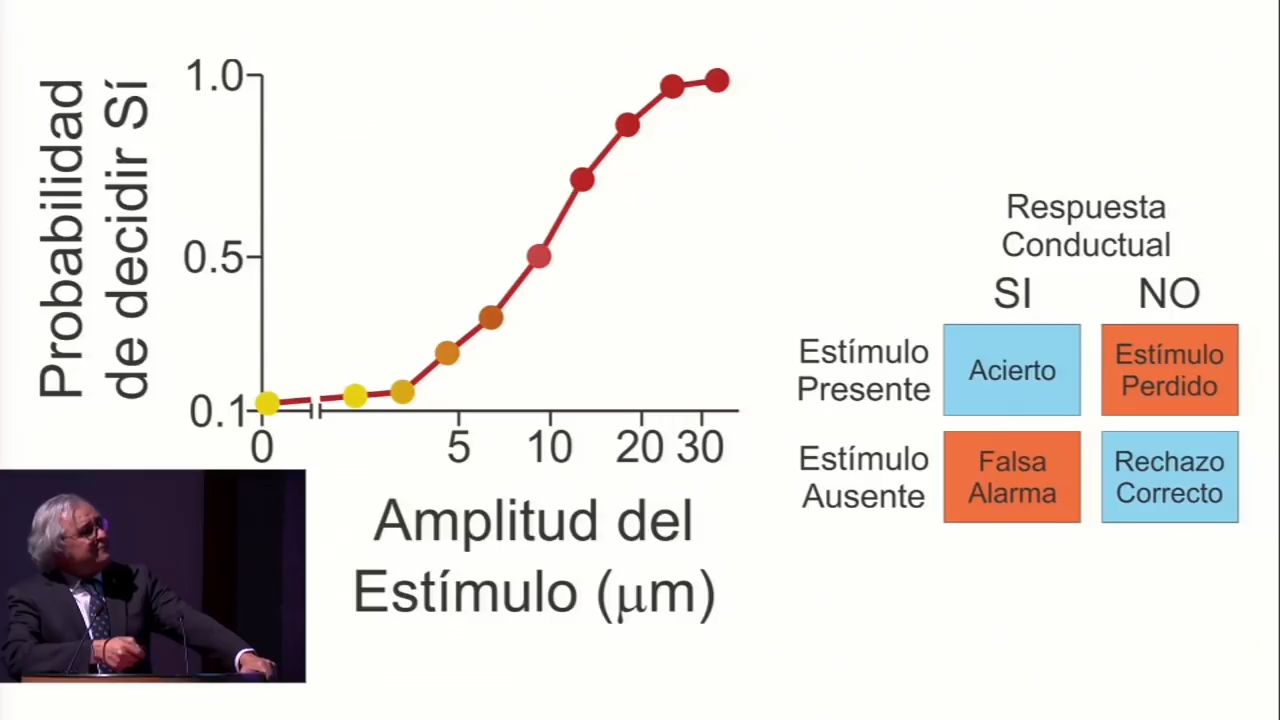 Probabilidad
de decidir Sí
1.0
0.5
0.1
0
5
10
20
30
Amplitud del
Estímulo (μm)
Respuesta
Conductual
SI
NO
Estímulo
Presente
Acierto
Estímulo
Perdido
Estímulo
Ausente
Falsa
Alarma
Rechazo
Correcto